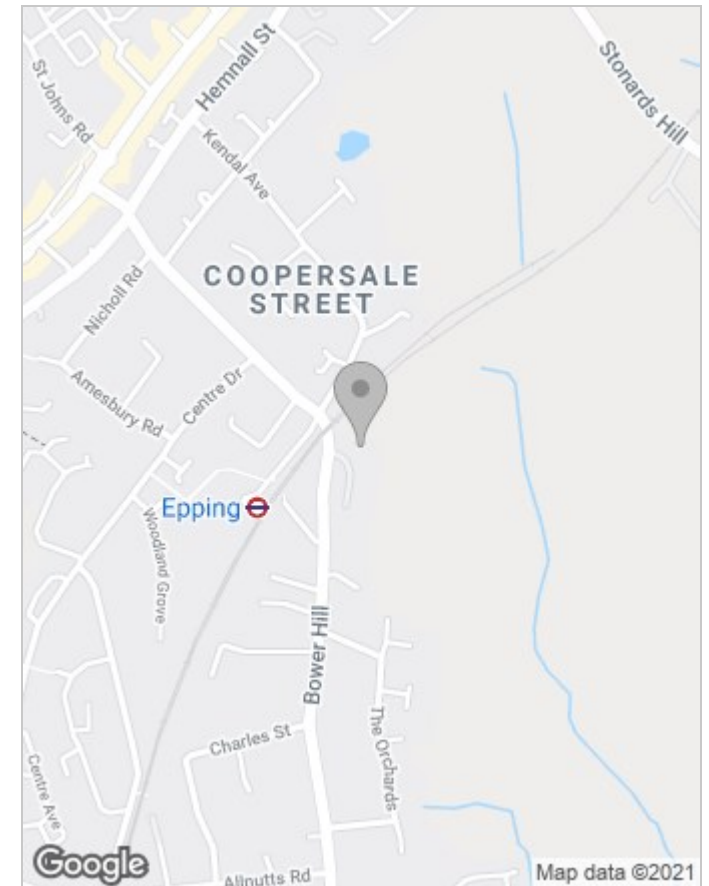 Hemnall St
St Johns Rd
Stonards Hill
Kendal Ave
COOPERSALE
STREET
Nicholl Rd
Centre Dr
Amesbury Rd
Epping
Woodland Grove
Bower Hill
Charles St
The Orchards
Centre Ave
Allnutts Rd
Google
Map data ©2021